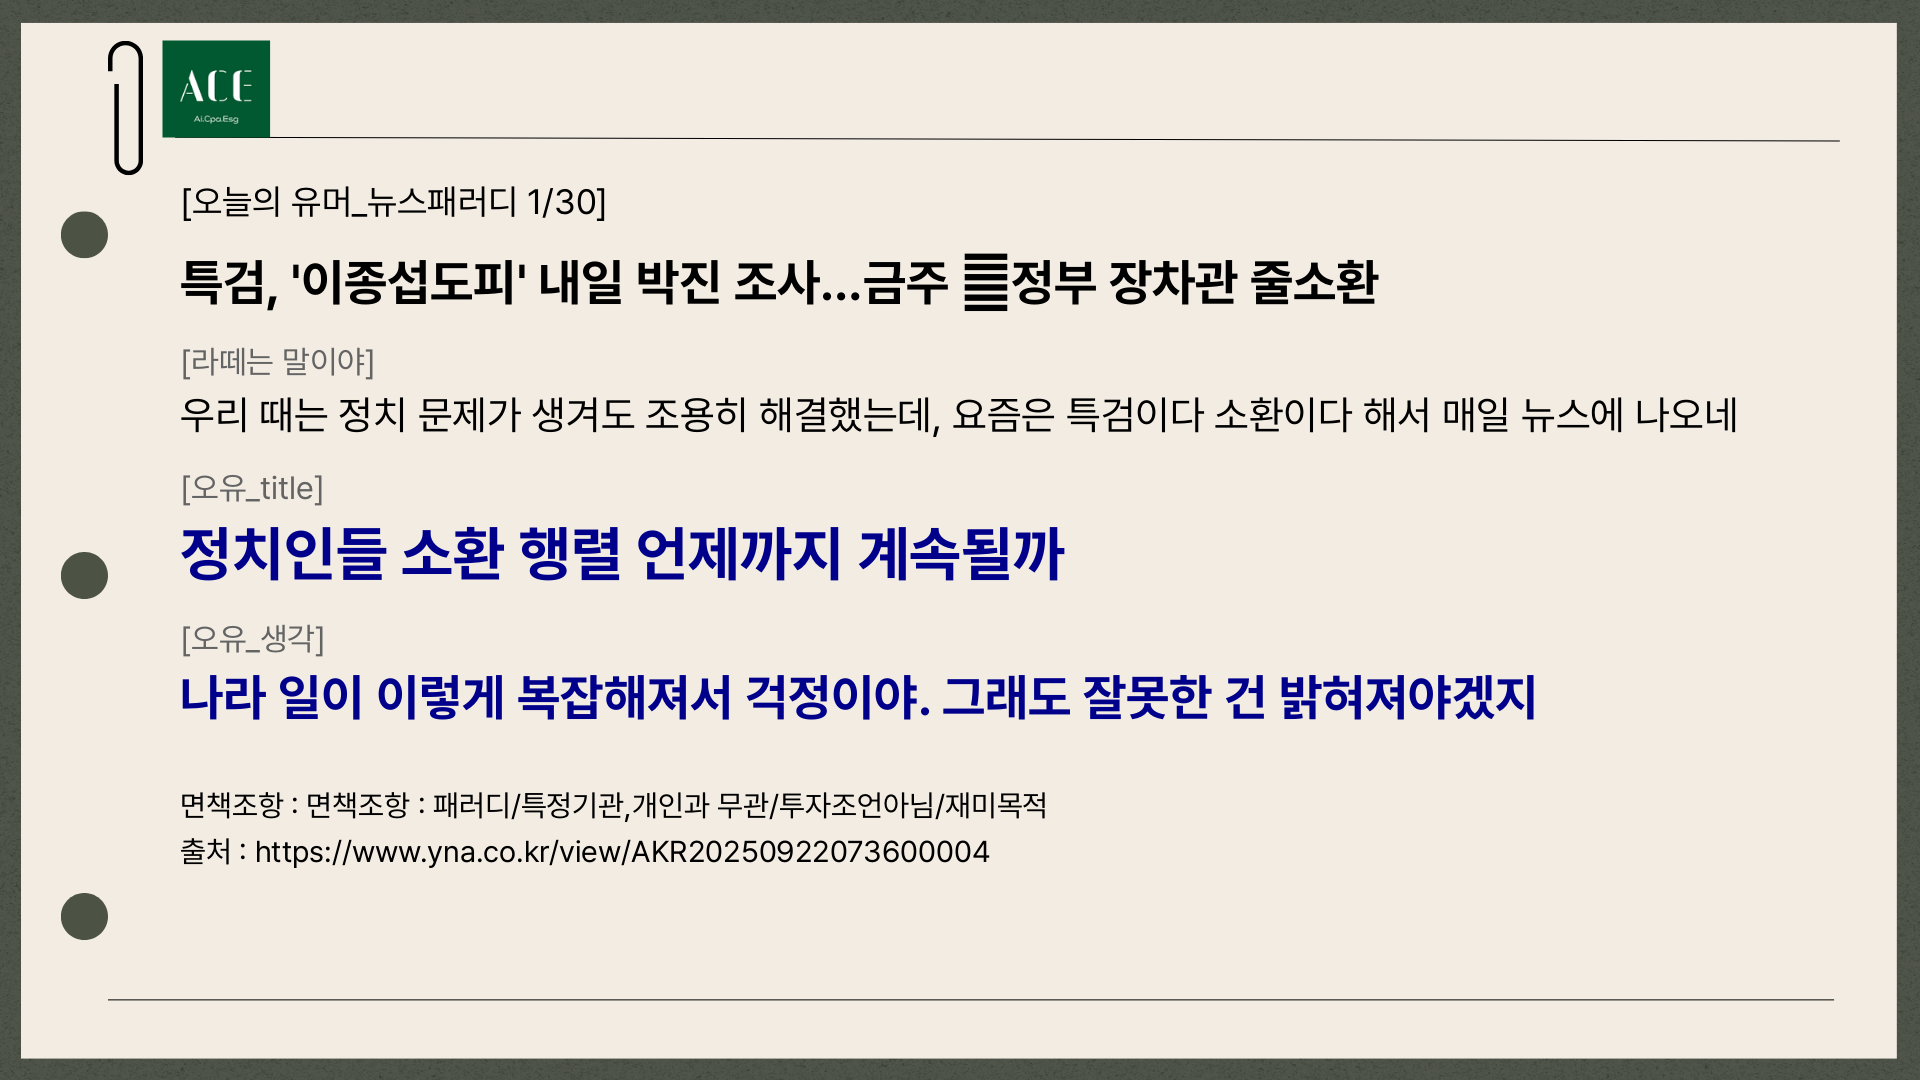 ACE
Ai.Cpa.Esg
[오늘의 유머_뉴스패러디 1/30]
특검, '이종섭도피' 내일 박진 조사…금주 정부 장차관 줄소환
[라떼는 말이야]
우리 때는 정치 문제가 생겨도 조용히 해결했는데, 요즘은 특검이다 소환이다 해서 매일 뉴스에 나오네
[오유_title]
정치인들 소환 행렬 언제까지 계속될까
[오유_생각]
나라 일이 이렇게 복잡해져서 걱정이야. 그래도 잘못한 건 밝혀져야겠지
면책조항 : 면책조항 : 패러디/특정기관,개인과 무관/투자조언아님/재미목적
출처 : https://www.yna.co.kr/view/AKR20250922073600004